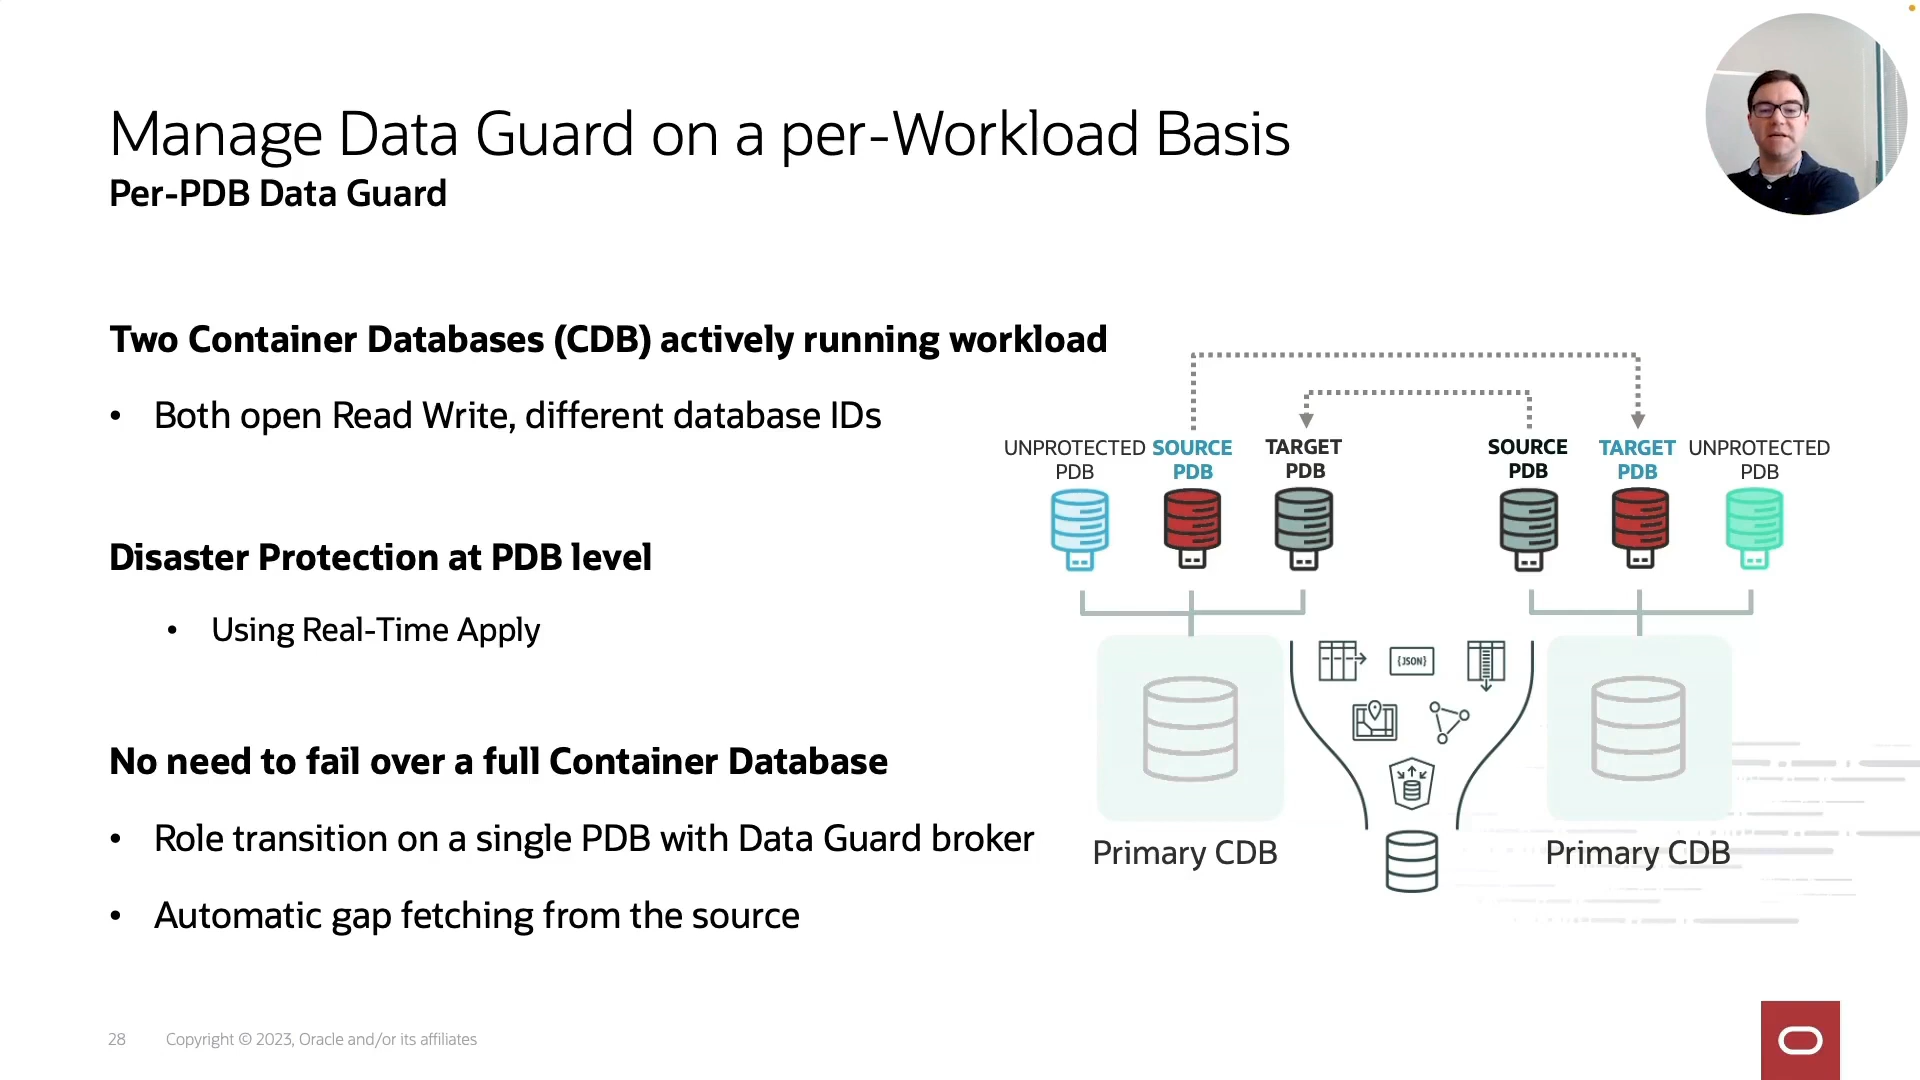 Manage Data Guard on a per-Workload Basis
Per-PDB Data Guard
Two Container Databases (CDB) actively running workload
• Both open Read Write, different database IDs
Disaster Protection at PDB level
• Using Real-Time Apply
No need to fail over a full Container Database
• Role transition on a single PDB with Data Guard broker
• Automatic gap fetching from the source
UNPROTECTED PDB
SOURCE PDB
TARGET PDB
SOURCE PDB
TARGET PDB
UNPROTECTED PDB
{JSON}
Primary CDB
Primary CDB
28 Copyright © 2023, Oracle and/or its affiliates